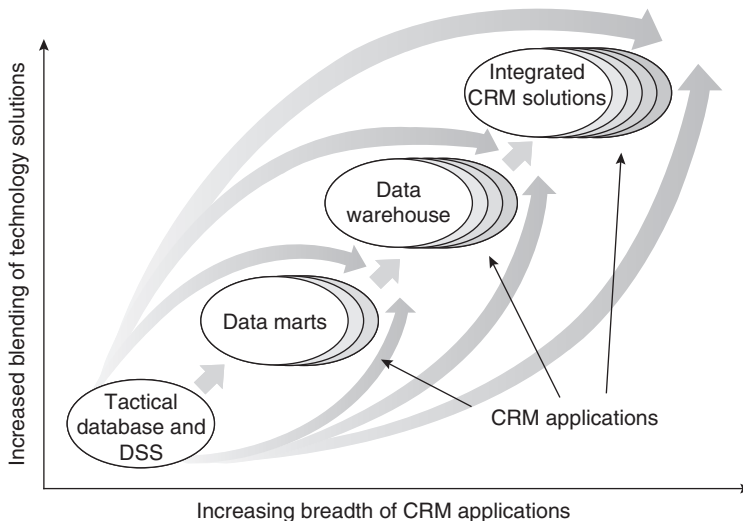 Increased blending of technology solutions
Integrated
CRM solutions
Data
warehouse
Data marts
Tactical
database and
DSS
CRM applications
Increasing breadth of CRM applications